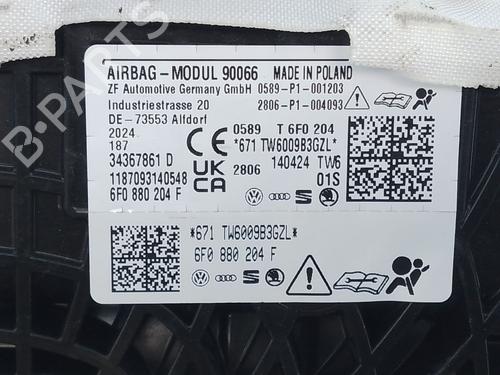 AIRBAG-MODUL 90066 MADE IN POLAND
ZF Automotive Germany GmbH 0589-P1-001203
Industriestrasse 20 2806-P1-004093
DE-73553 Alfdorf
2024 CE 0589 T 6F0 204
187 *671 TW6009B3GZL*
34367861 D UKCA 2806 140424 TW6
1187093140548 01S
6F0 880 204 F
*671 TW6009B3GZL*
6F0 880 204 F
B-Parts